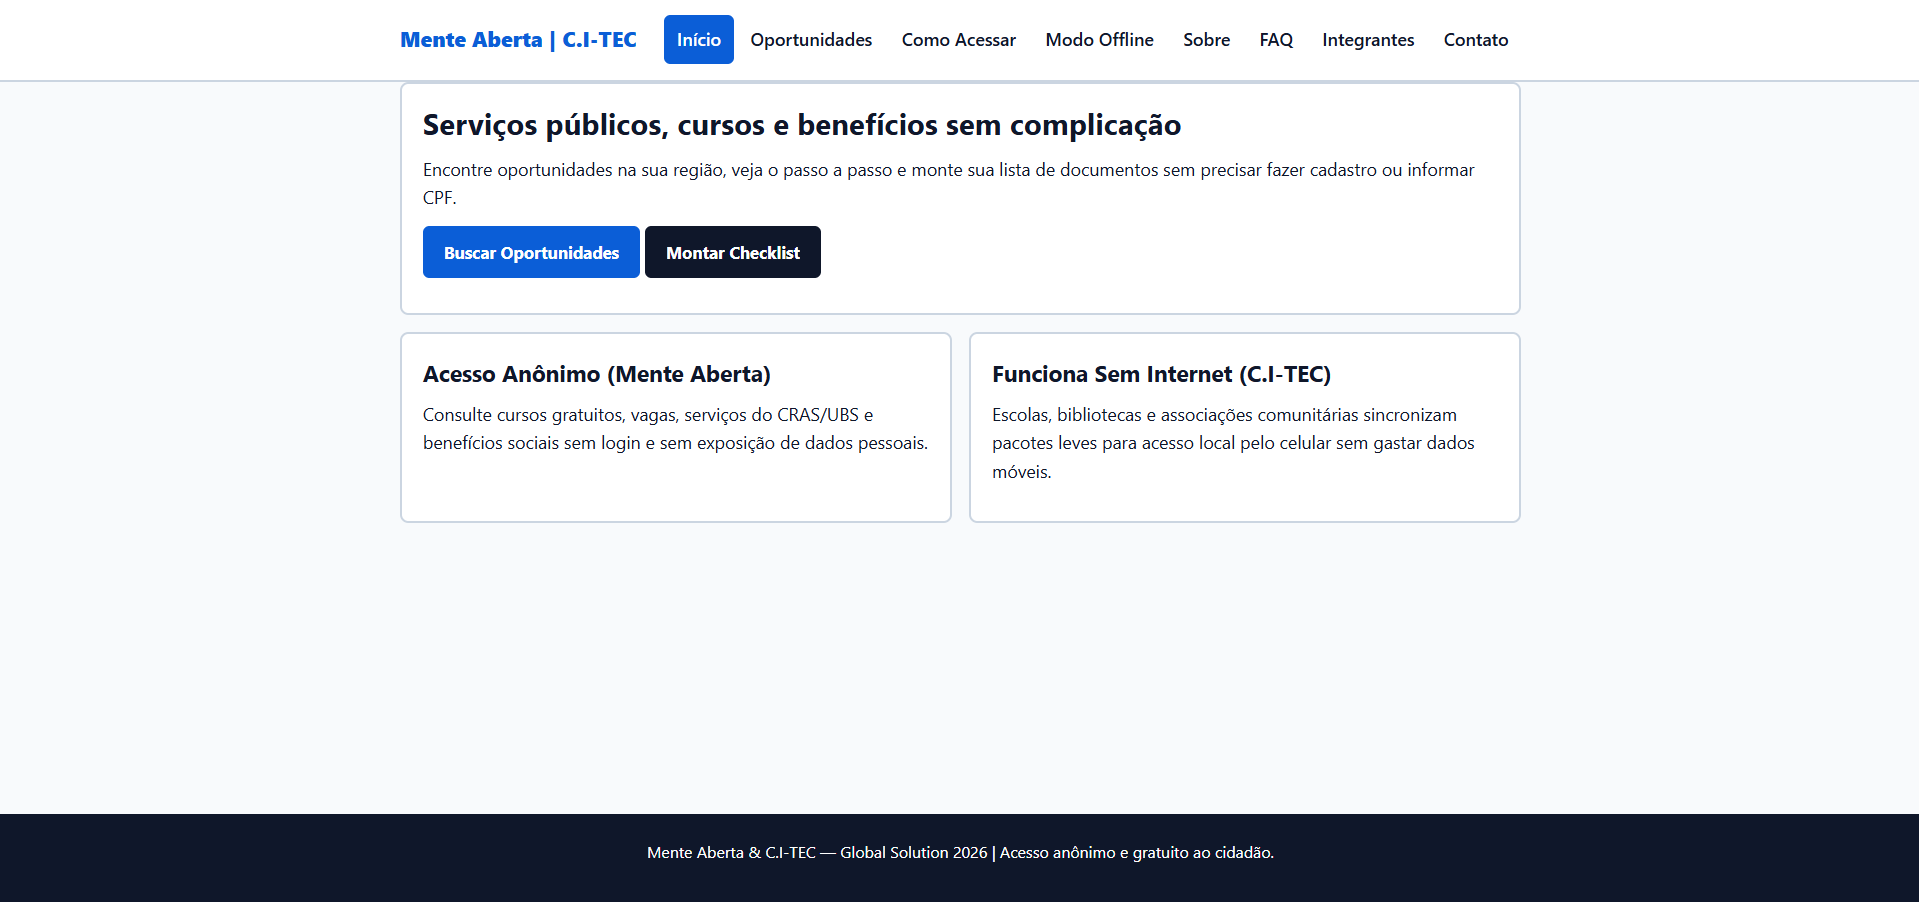 Mente Aberta | C.I-TEC
Início
Oportunidades
Como Acessar
Modo Offline
Sobre
FAQ
Integrantes
Contato
Serviços públicos, cursos e benefícios sem complicação
Encontre oportunidades na sua região, veja o passo a passo e monte sua lista de documentos sem precisar fazer cadastro ou informar
CPF.
Buscar Oportunidades
Montar Checklist
Acesso Anônimo (Mente Aberta)
Consulte cursos gratuitos, vagas, serviços do CRAS/UBS e
benefícios sociais sem login e sem exposição de dados pessoais.
Funciona Sem Internet (C.I-TEC)
Escolas, bibliotecas e associações comunitárias sincronizam
pacotes leves para acesso local pelo celular sem gastar dados
móveis.
Mente Aberta & C.I-TEC — Global Solution 2026 | Acesso anônimo e gratuito ao cidadão.